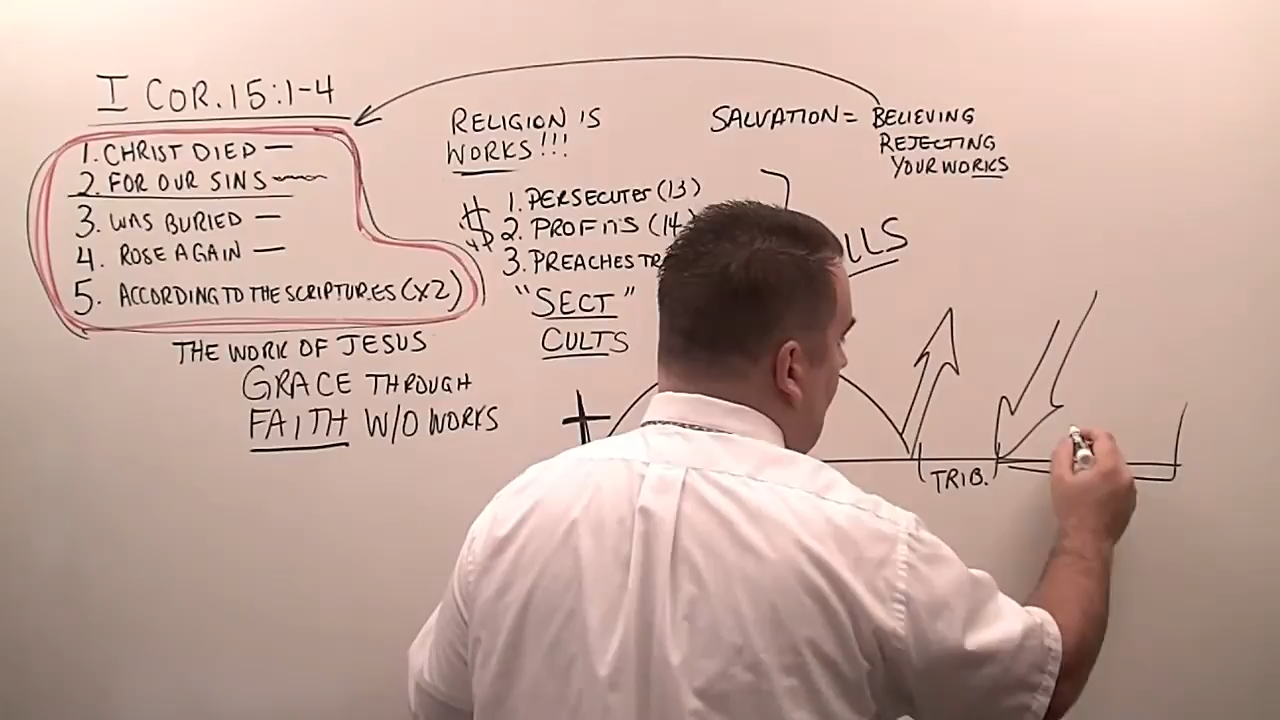 I COR. 15:1-4
1. CHRIST DIED —
2. FOR OUR SINS
3. WAS BURIED —
4. ROSE AGAIN —
5. ACCORDING TO THE SCRIPTURES (X2)
THE WORK OF JESUS
GRACE THROUGH
FAITH W/O WORKS
RELIGION IS
WORKS!!!
$ 1. PERSECUTES (13)
2. PROFITS (14)
3. PREACHES
"SECT"
CULTS
SALVATION = BELIEVING
REJECTING
YOUR WORKS
TRIB.